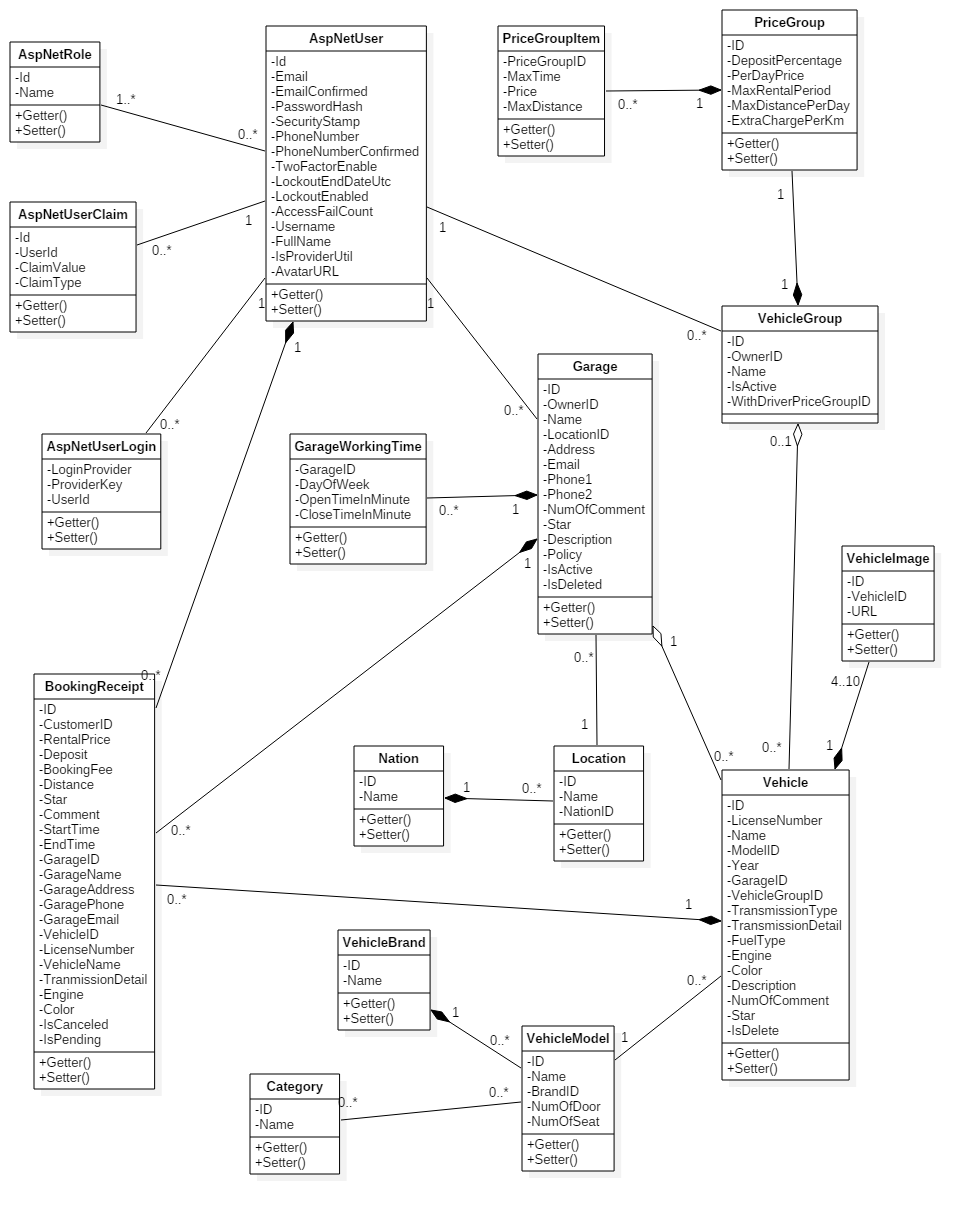 AspNetRole
-Id
-Name
+Getter()
+Setter()
1..*
0..*
AspNetUser
-Id
-Email
-EmailConfirmed
-PasswordHash
-SecurityStamp
-PhoneNumber
-PhoneNumberConfirmed
-TwoFactorEnable
-LockoutEndDateUtc
-LockoutEnabled
-AccessFailCount
-Username
-FullName
-IsProviderUtil
-AvatarURL
+Getter()
+Setter()
PriceGroupItem
-PriceGroupID
-MaxTime
-Price
-MaxDistance
+Getter()
+Setter()
0..*
1
PriceGroup
-ID
-DepositPercentage
-PerDayPrice
-MaxRentalPeriod
-MaxDistancePerDay
-ExtraChargePerKm
+Getter()
+Setter()
1
1
AspNetUserClaim
-Id
-UserId
-ClaimValue
-ClaimType
+Getter()
+Setter()
0..*
1
1
0..*
1
0..*
1
0..*
1
0..*
VehicleGroup
-ID
-OwnerID
-Name
-IsActive
-WithDriverPriceGroupID
0..1
0..*
AspNetUserLogin
-LoginProvider
-ProviderKey
-UserId
+Getter()
+Setter()
GarageWorkingTime
-GarageID
-DayOfWeek
-OpenTimeInMinute
-CloseTimeInMinute
+Getter()
+Setter()
0..*
1
Garage
-ID
-OwnerID
-Name
-LocationID
-Address
-Email
-Phone1
-Phone2
-NumOfComment
-Star
-Description
-Policy
-IsActive
-IsDeleted
+Getter()
+Setter()
1
0..*
0..*
1
1
0..*
VehicleImage
-ID
-VehicleID
-URL
+Getter()
+Setter()
4..10
1
BookingReceipt
-ID
-CustomerID
-RentalPrice
-Deposit
-BookingFee
-Distance
-Star
-Comment
-StartTime
-EndTime
-GarageID
-GarageName
-GarageAddress
-GaragePhone
-GarageEmail
-VehicleID
-LicenseNumber
-VehicleName
-TranmissionDetail
-Engine
-Color
-IsCanceled
-IsPending
+Getter()
+Setter()
0..*
1
Nation
-ID
-Name
+Getter()
+Setter()
1
0..*
Location
-ID
-Name
-NationID
+Getter()
+Setter()
Vehicle
-ID
-LicenseNumber
-Name
-ModelID
-Year
-GarageID
-VehicleGroupID
-TransmissionType
-TransmissionDetail
-FuelType
-Engine
-Color
-Description
-NumOfComment
-Star
-IsDelete
+Getter()
+Setter()
0..*
1
VehicleBrand
-ID
-Name
+Getter()
+Setter()
1
0..*
VehicleModel
-ID
-Name
-BrandID
-NumOfDoor
-NumOfSeat
+Getter()
+Setter()
Category
-ID
-Name
+Getter()
+Setter()
0..*
0..*